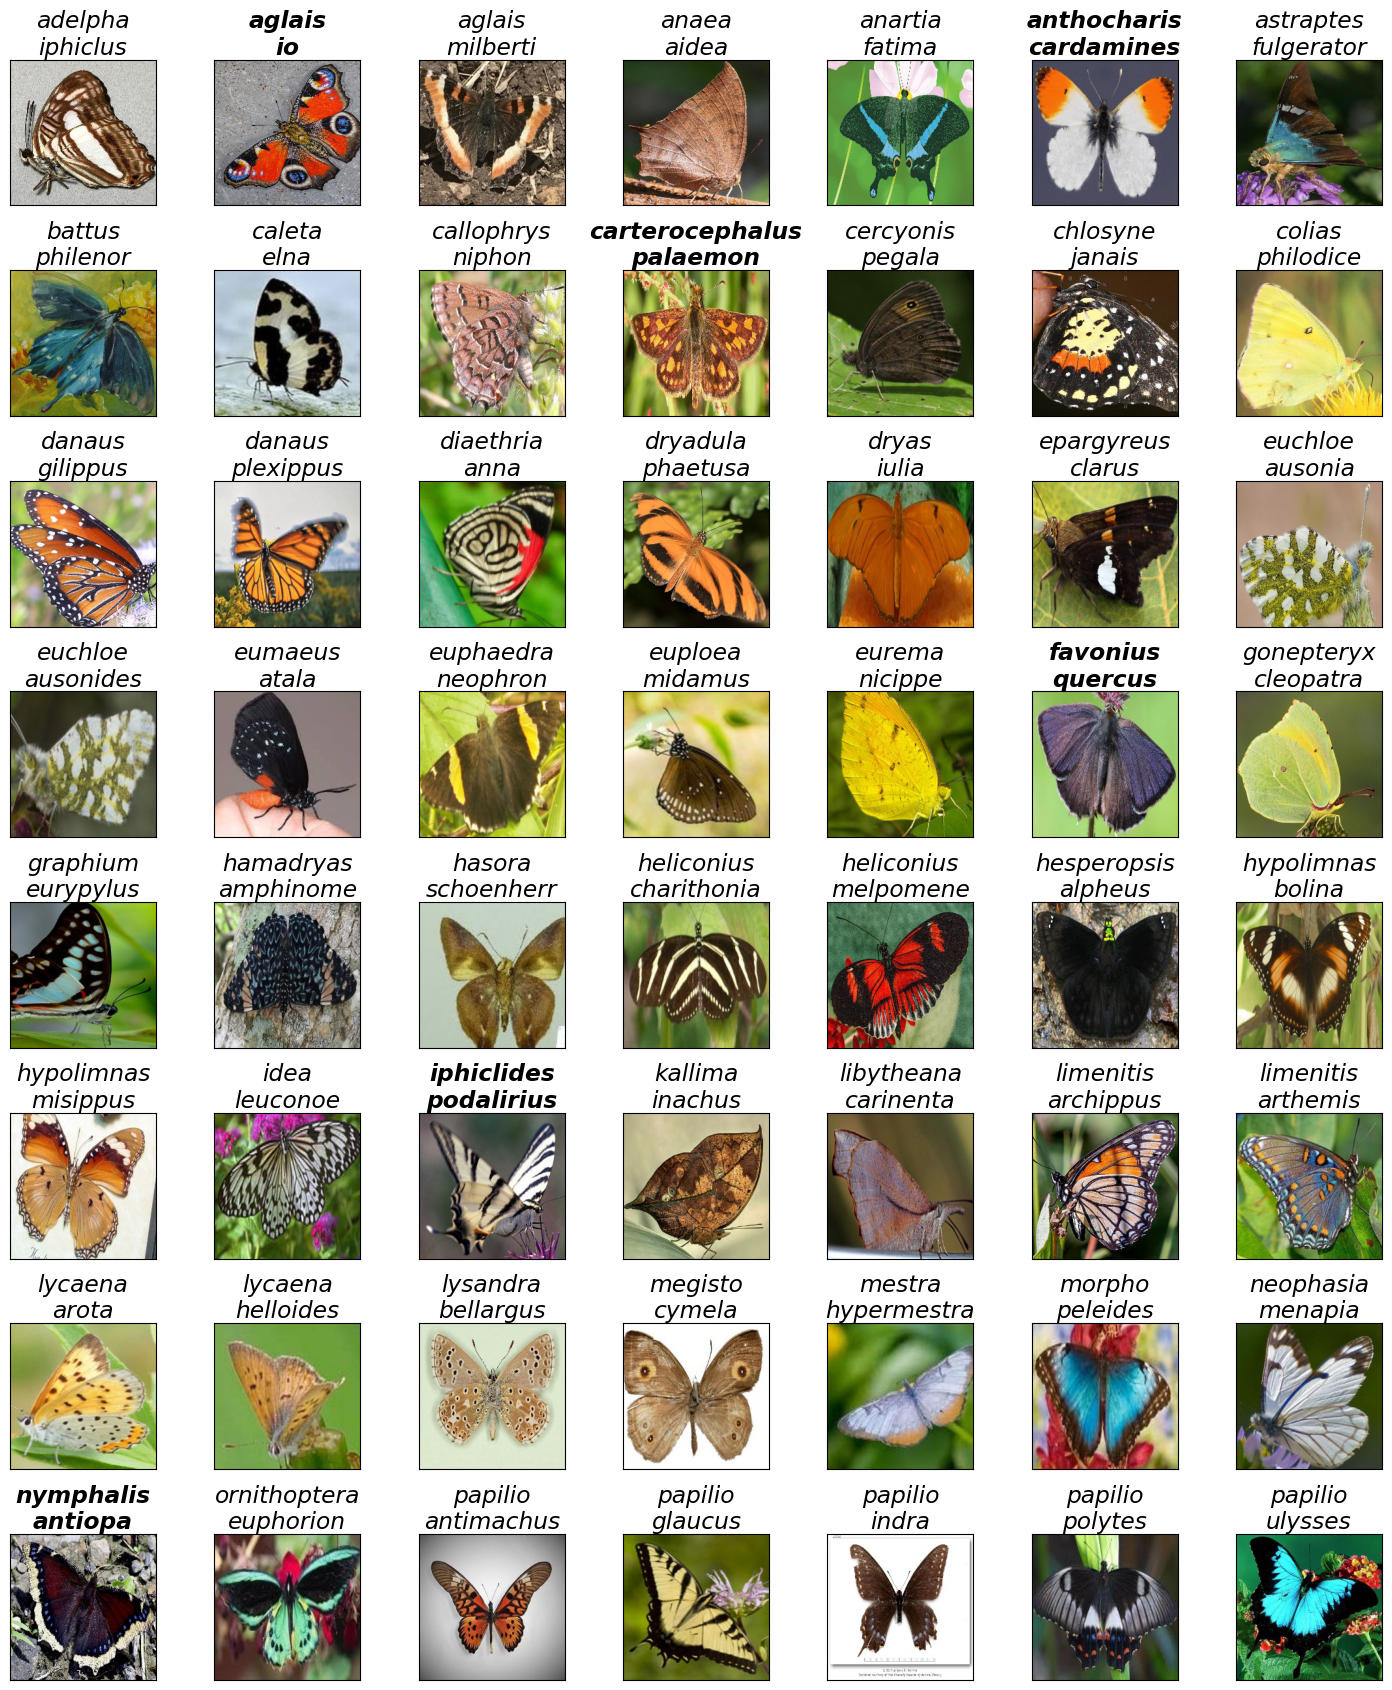 adelpha
iphiclus
aglais
io
aglais
milberti
anaea
aidea
anartia
fatima
anthocharis
cardamines
astraptes
fulgerator
battus
philenor
caleta
elna
callophrys
niphon
carterocephalus
palaemon
cercyonis
pegala
chlosyne
janais
colias
philodice
danaus
gilippus
danaus
plexippus
diaethria
anna
dryadula
phaetusa
dryas
iulia
epargyreus
clarus
euchloe
ausonia
euchloe
ausonides
eumaeus
atala
euphaedra
neophron
euploea
midamus
eurema
nicippe
favonius
quercus
gonepteryx
cleopatra
graphium
eurypylus
hamadryas
amphinome
hasora
schoenherr
heliconius
charithonia
heliconius
melpomene
hesperopsis
alpheus
hypolimnas
bolina
hypolimnas
misippus
idea
leuconoe
iphiclides
podalirius
kallima
inachus
libytheana
carinenta
limenitis
archippus
limenitis
arthemis
lycaena
arota
lycaena
helloides
lysandra
bellargus
megisto
cymela
mestra
hypermestra
morpho
peleides
neophasia
menapia
nymphalis
antiopa
ornithoptera
euphorion
papilio
antimachus
papilio
glaucus
papilio
indra
papilio
polytes
papilio
ulysses